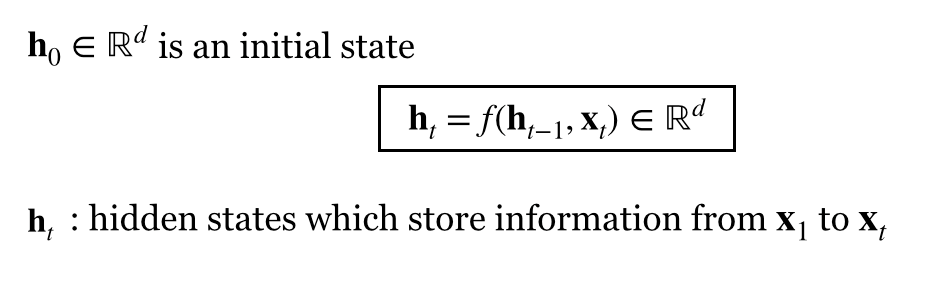 h₀ ∈ ℝᵈ is an initial state
hₜ = f(hₜ₋₁, xₜ) ∈ ℝᵈ
hₜ : hidden states which store information from x₁ to xₜ